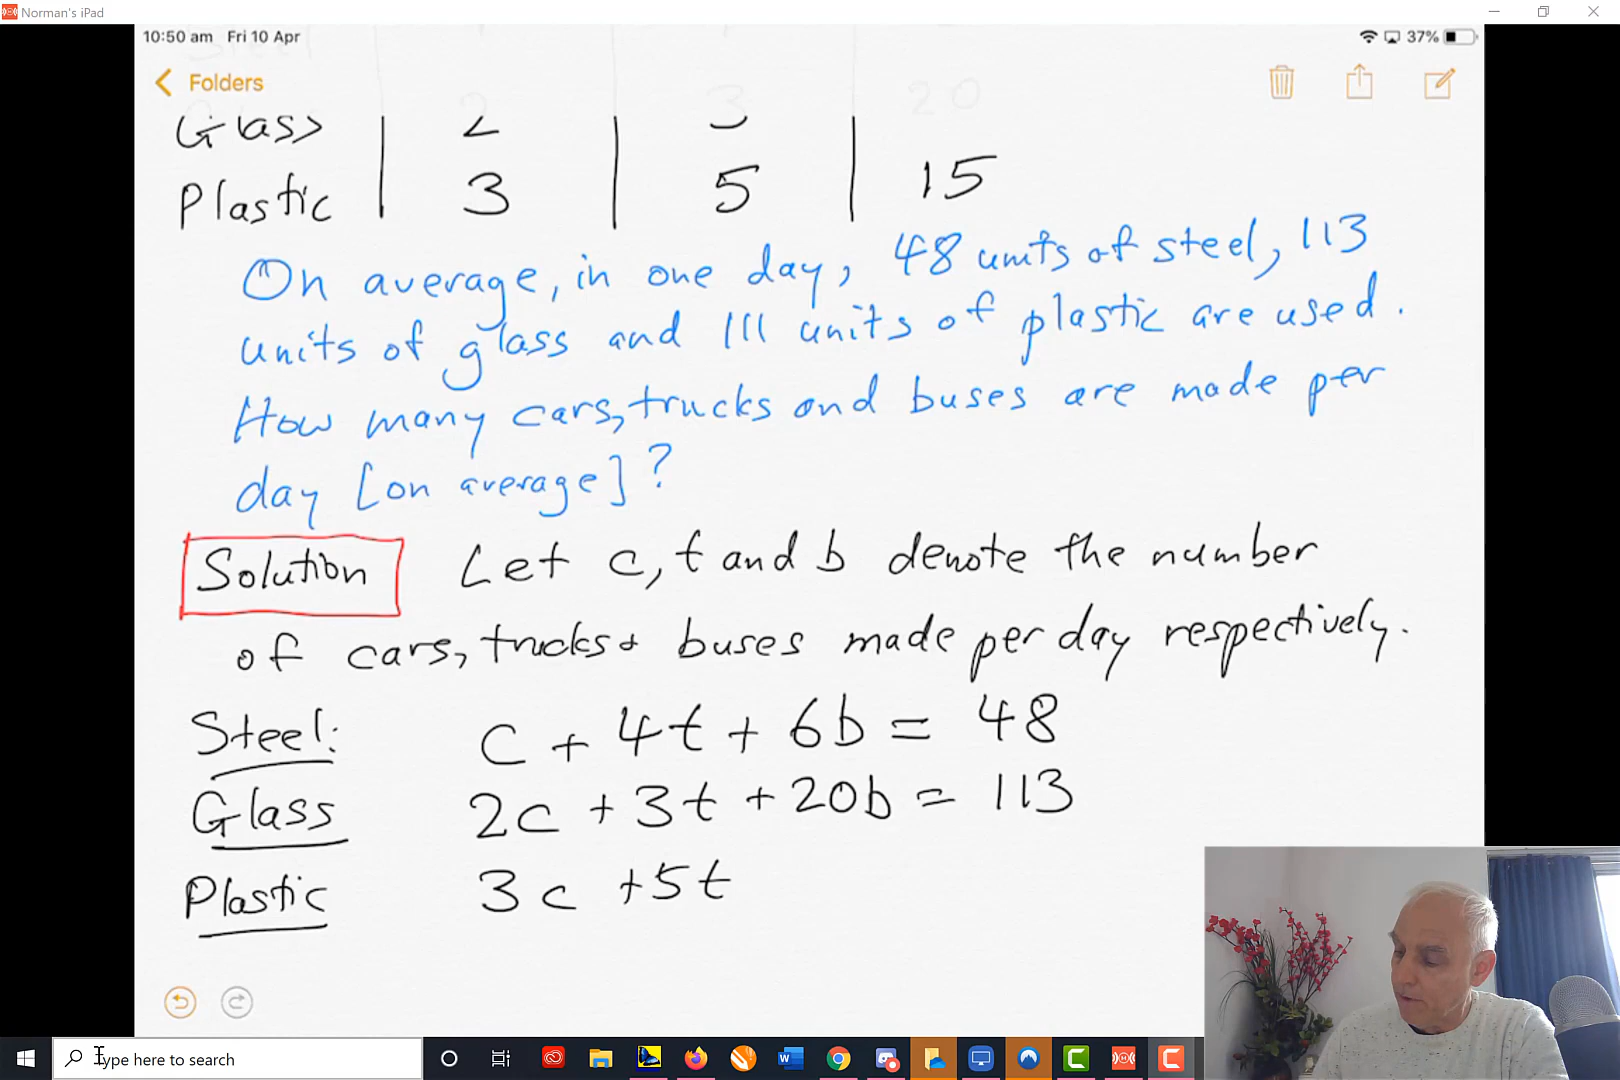 Norman's iPad
10:50 am Fri 10 Apr
37%
Folders
Glass 2 3 20
Plastic 3 5 15
On average, in one day, 48 units of steel, 113
units of glass and 111 units of plastic are used.
How many cars, trucks and buses are made per
day [on average]?
Solution Let c, t and b denote the number
of cars, trucks + buses made per day respectively.
Steel: c + 4t + 6b = 48
Glass 2c + 3t + 20b = 113
Plastic 3c + 5t
Type here to search